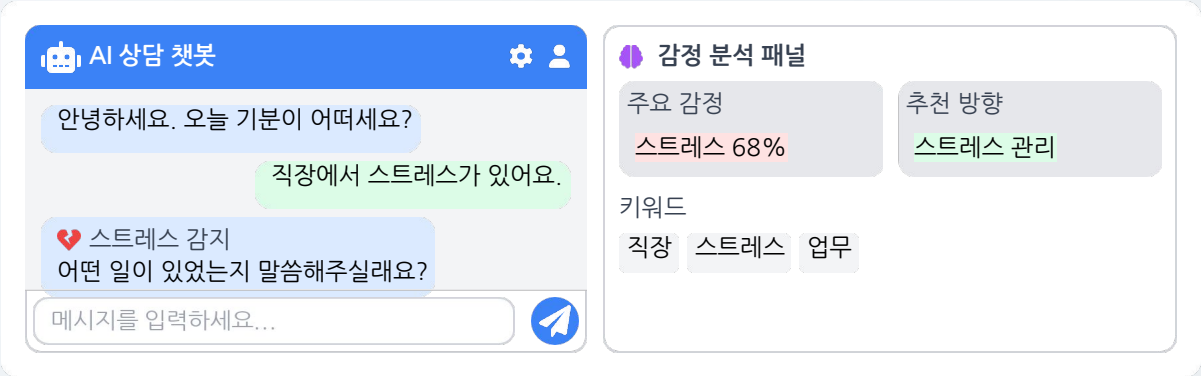 AI 상담 챗봇
안녕하세요. 오늘 기분이 어떠세요?
직장에서 스트레스가 있어요.
스트레스 감지
어떤 일이 있었는지 말씀해주실래요?
메시지를 입력하세요...
감정 분석 패널
주요 감정
스트레스 68%
추천 방향
스트레스 관리
키워드
직장 스트레스 업무